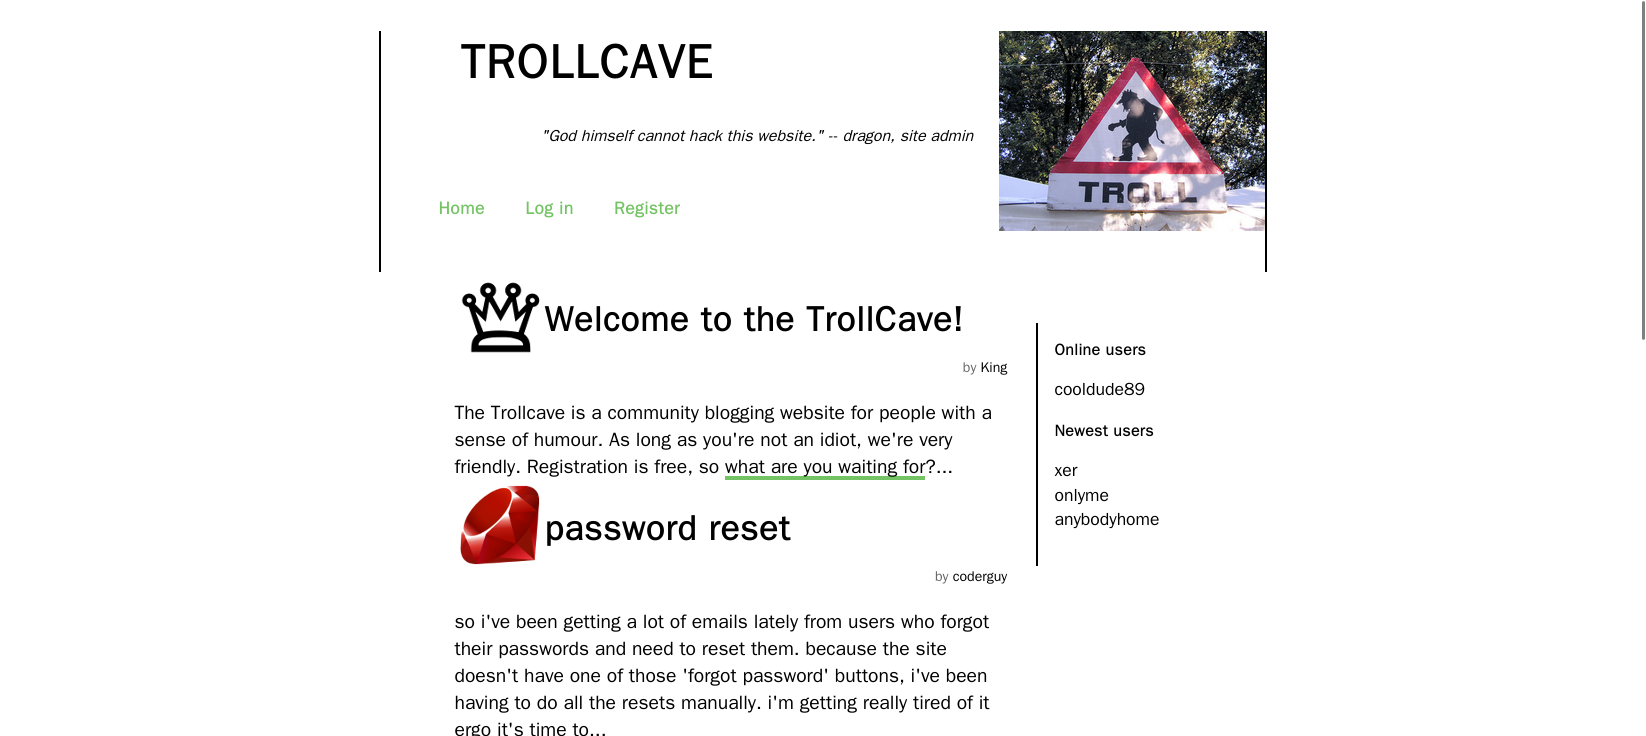 TROLLCAVE
"God himself cannot hack this website." -- dragon, site admin
TROLL
Home Log in Register
Welcome to the TrollCave!
by King
The Trollcave is a community blogging website for people with a
sense of humour. As long as you're not an idiot, we're very
friendly. Registration is free, so what are you waiting for?...
password reset
by coderguy
so i've been getting a lot of emails lately from users who forgot
their passwords and need to reset them. because the site
doesn't have one of those 'forgot password' buttons, i've been
having to do all the resets manually. i'm getting really tired of it
ergo it's time to...
Online users
cooldude89
Newest users
xer
onlyme
anybodyhome